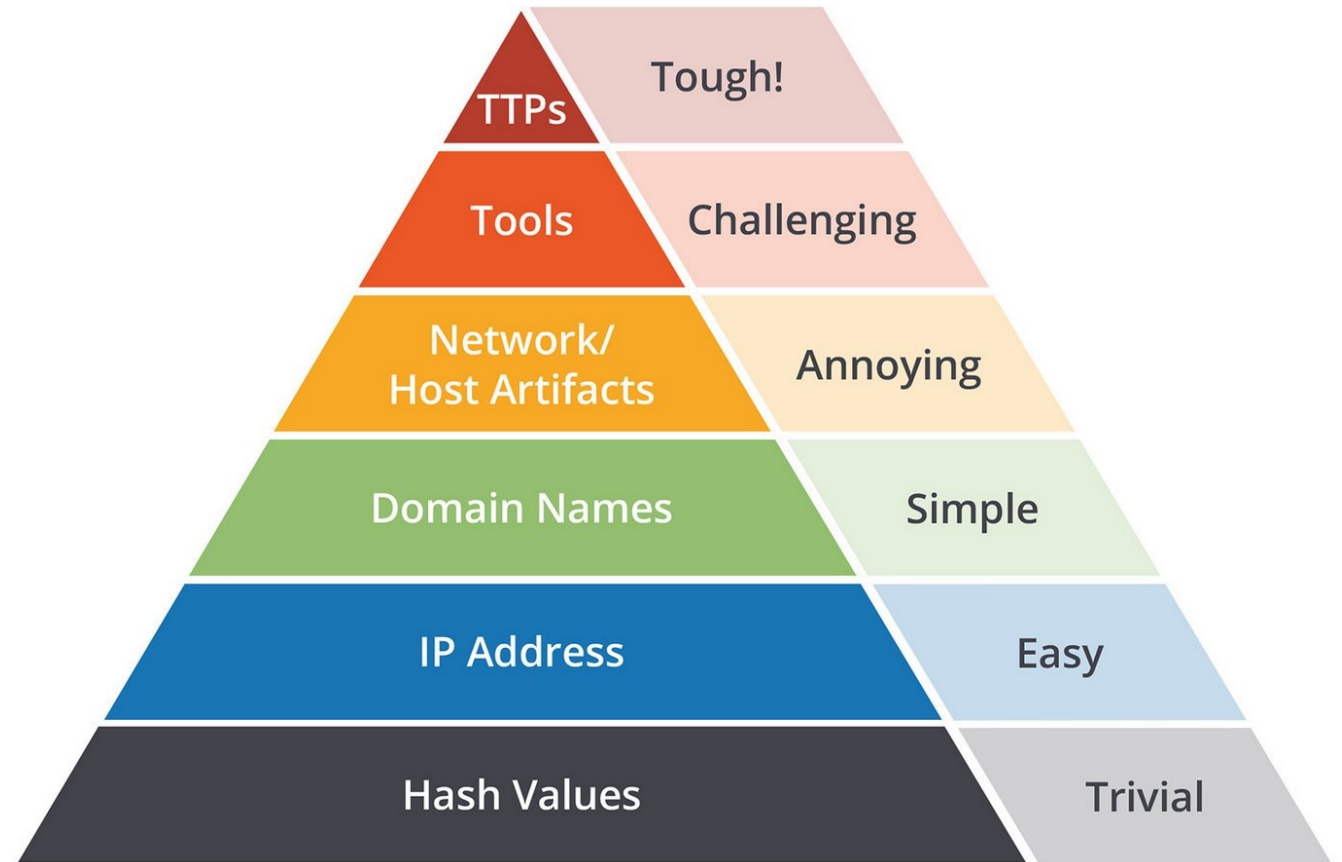 TTPs
Tough!
Tools
Challenging
Network/
Host Artifacts
Annoying
Domain Names
Simple
IP Address
Easy
Hash Values
Trivial